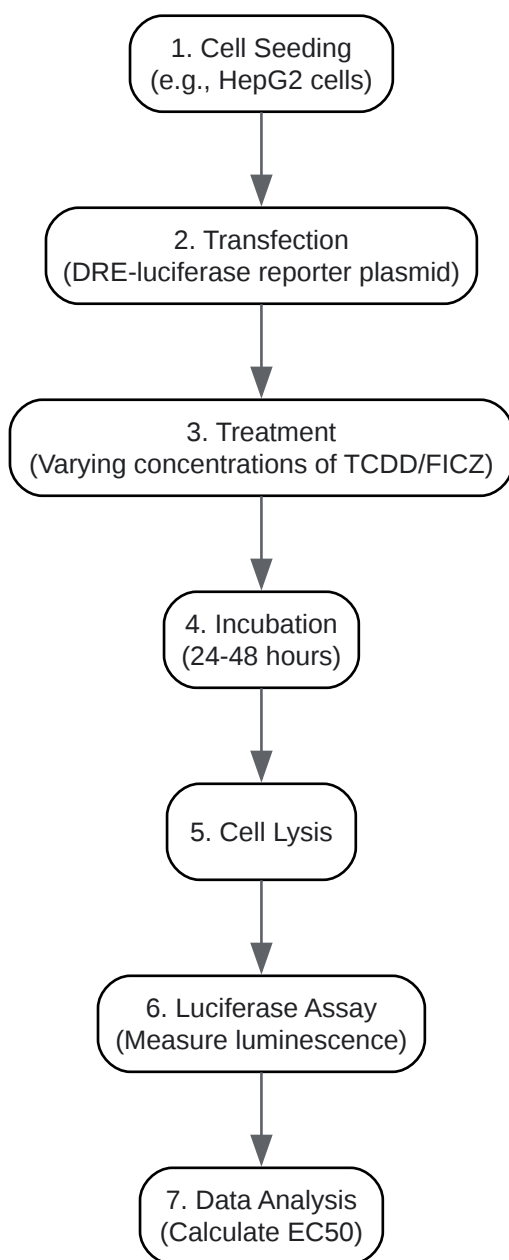 1. Cell Seeding
(e.g., HepG2 cells)
2. Transfection
(DRE-luciferase reporter plasmid)
3. Treatment
(Varying concentrations of TCDD/FICZ)
4. Incubation
(24-48 hours)
5. Cell Lysis
6. Luciferase Assay
(Measure luminescence)
7. Data Analysis
(Calculate EC50)